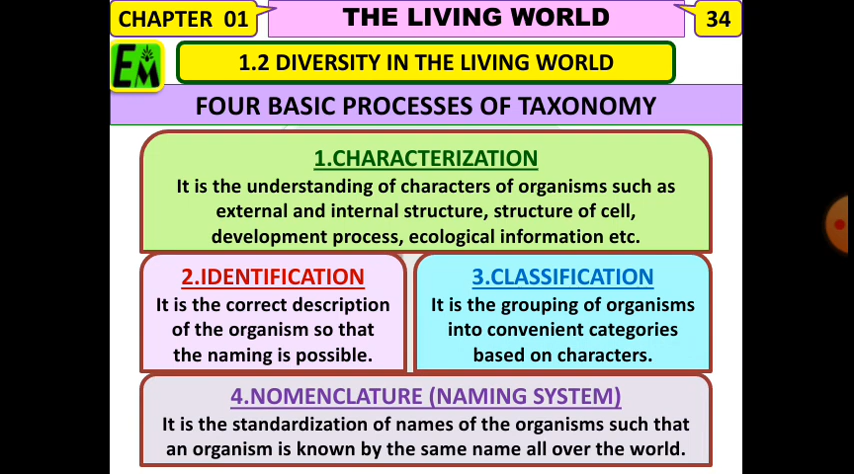 CHAPTER 01
THE LIVING WORLD
34
EM
1.2 DIVERSITY IN THE LIVING WORLD
FOUR BASIC PROCESSES OF TAXONOMY
1.CHARACTERIZATION
It is the understanding of characters of organisms such as
external and internal structure, structure of cell,
development process, ecological information etc.
2.IDENTIFICATION
It is the correct description
of the organism so that
the naming is possible.
3.CLASSIFICATION
It is the grouping of organisms
into convenient categories
based on characters.
4.NOMENCLATURE (NAMING SYSTEM)
It is the standardization of names of the organisms such that
an organism is known by the same name all over the world.